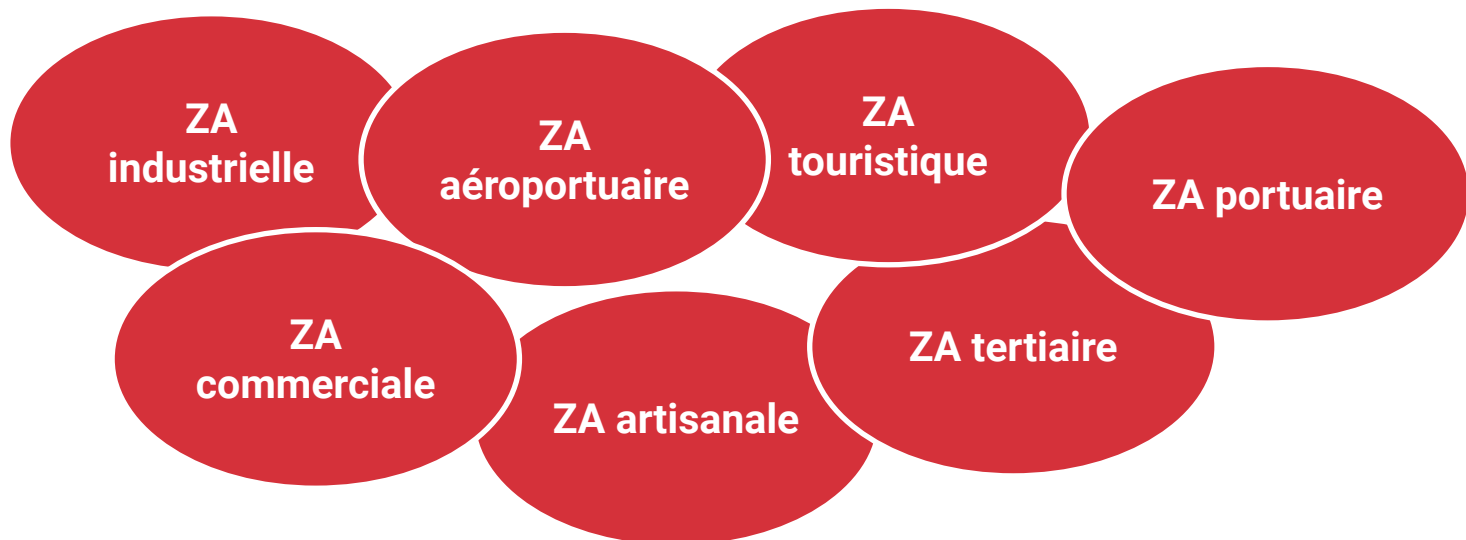 ZA
industrielle
ZA
aéroportuaire
ZA
touristique
ZA portuaire
ZA
commerciale
ZA artisanale
ZA tertiaire